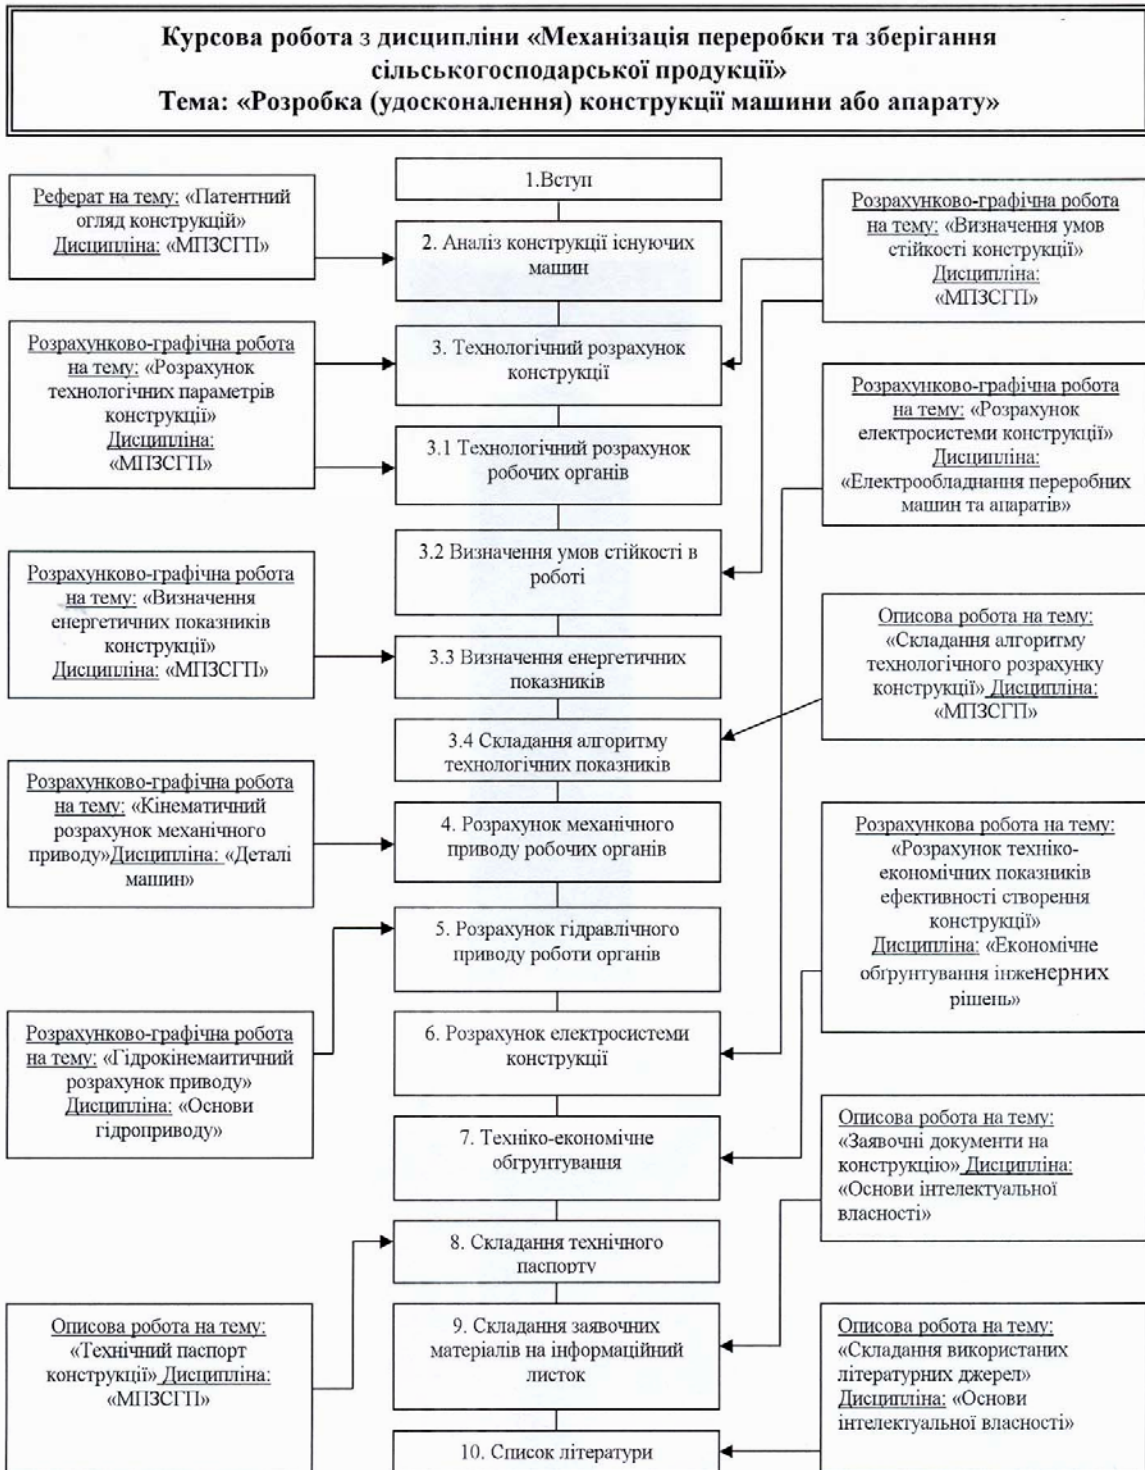 Курсова робота з дисципліни «Механізація переробки та зберігання
сільськогосподарської продукції»
Тема: «Розробка (удосконалення) конструкції машини або апарату»
Реферат на тему: «Патентний
огляд конструкцій»
Дисципліна: «МПЗСГП»
Розрахунково-графічна робота
на тему: «Розрахунок
технологічних параметрів
конструкції»
Дисципліна:
«МПЗСГП»
Розрахунково-графічна робота
на тему: «Визначення
енергетичних показників
конструкції»
Дисципліна: «МПЗСГП»
Розрахунково-графічна робота
на тему: «Кінематичний
розрахунок механічного
приводу»Дисципліна: «Деталі
машин»
Розрахунково-графічна робота
на тему: «Гідрокінемаитичний
розрахунок приводу»
Дисципліна: «Основи
гідроприводу»
Описова робота на тему:
«Технічний паспорт
конструкції» Дисципліна:
«МПЗСГП»
1.Вступ
2. Аналіз конструкції існуючих
машин
3. Технологічний розрахунок
конструкції
3.1 Технологічний розрахунок
робочих органів
3.2 Визначення умов стійкості в
роботі
3.3 Визначення енергетичних
показників
3.4 Складання алгоритму
технологічних показників
4. Розрахунок механічного
приводу робочих органів
5. Розрахунок гідравлічного
приводу роботи органів
6. Розрахунок електросистеми
конструкції
7. Техніко-економічне
обгрунтування
8. Складання технічного
паспорту
9. Складання заявочних
матеріалів на інформаційний
листок
10. Список літератури
Розрахунково-графічна робота
на тему: «Визначення умов
стійкості конструкції»
Дисципліна:
«МПЗСГП»
Розрахунково-графічна робота
на тему: «Розрахунок
електросистеми конструкції»
Дисципліна:
«Електрообладнання переробних
машин та апаратів»
Описова робота на тему:
«Складання алгоритму
технологічного розрахунку
конструкції» Дисципліна:
«МПЗСГП»
Розрахункова робота на тему:
«Розрахунок техніко-
економічних показників
ефективності створення
конструкції»
Дисципліна: «Економічне
обґрунтування інженерних
рішень»
Описова робота на тему:
«Заявочні документи на
конструкцію» Дисципліна:
«Основи інтелектуальної
власності»
Описова робота на тему:
«Складання використаних
літературних джерел»
Дисципліна: «Основи
інтелектуальної власності»